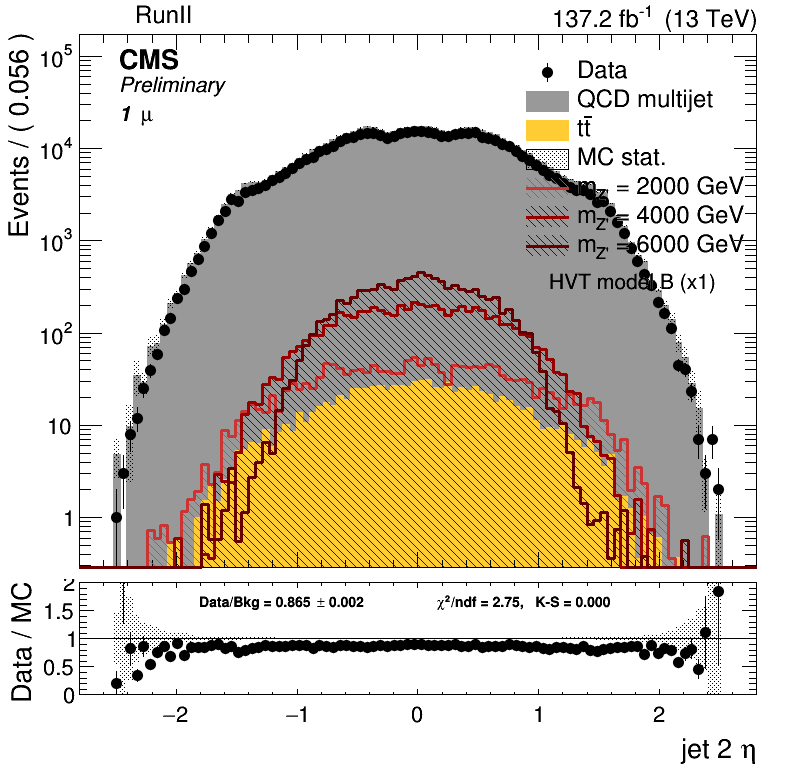 RunII 137.2 fb⁻¹ (13 TeV)
CMS
Preliminary
1 μ
Data
QCD multijet
tt̄
MC stat.
m_Z' = 2000 GeV
m_Z' = 4000 GeV
m_Z' = 6000 GeV
HVT model B (x1)
Events / ( 0.056 )
10⁵
10⁴
10³
10²
10
1
Data/Bkg = 0.865 ± 0.002 χ²/ndf = 2.75, K-S = 0.000
Data / MC
2
1.5
1
0.5
0
−2 −1 0 1 2
jet 2 η